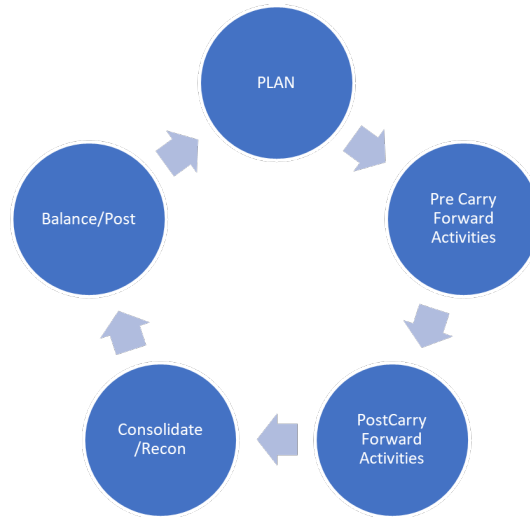 PLAN
Pre Carry
Forward
Activities
PostCarry
Forward
Activities
Consolidate
/Recon
Balance/Post